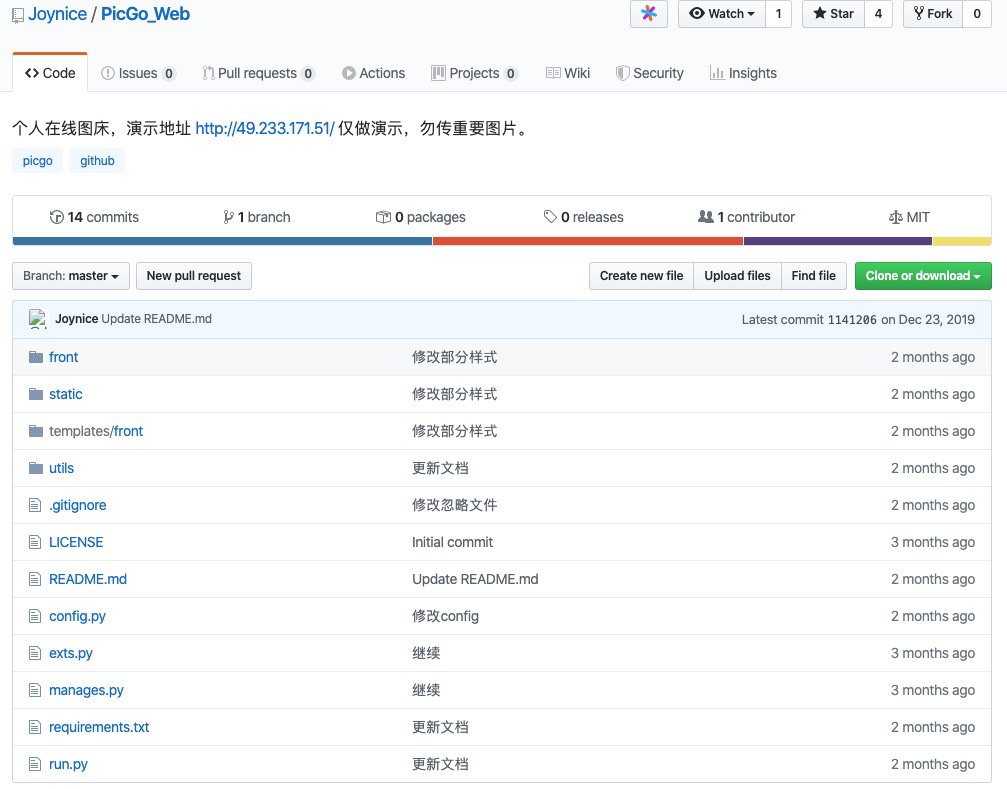 Joynice / PicGo_Web Watch 1 Star 4 Fork 0
Code Issues 0 Pull requests 0 Actions Projects 0 Wiki Security Insights
个人在线图床，演示地址 http://49.233.171.51/ 仅做演示，勿传重要图片。
picgo github
14 commits 1 branch 0 packages 0 releases 1 contributor MIT
Branch: master New pull request Create new file Upload files Find file Clone or download
Joynice Update README.md Latest commit 1141206 on Dec 23, 2019
front 修改部分样式 2 months ago
static 修改部分样式 2 months ago
templates/front 修改部分样式 2 months ago
utils 更新文档 2 months ago
.gitignore 修改忽略文件 2 months ago
LICENSE Initial commit 3 months ago
README.md Update README.md 2 months ago
config.py 修改config 2 months ago
exts.py 继续 3 months ago
manages.py 继续 3 months ago
requirements.txt 更新文档 2 months ago
run.py 更新文档 2 months ago